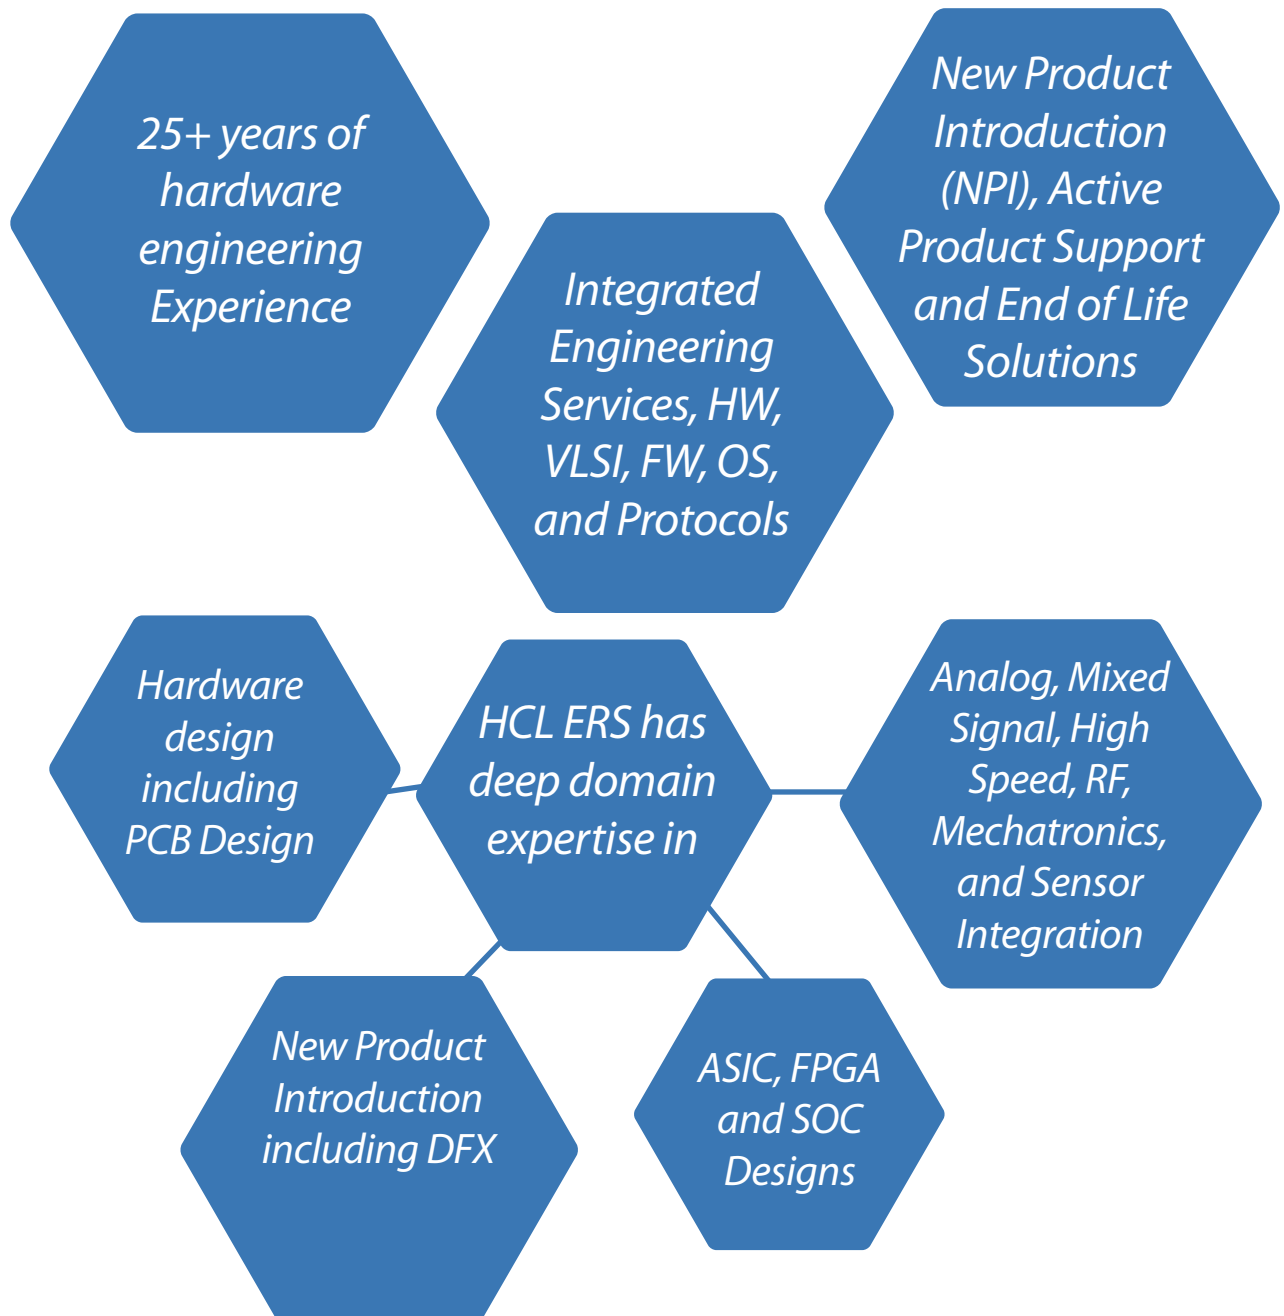 25+ years of
hardware
engineering
Experience
New Product
Introduction
(NPI), Active
Product Support
and End of Life
Solutions
Integrated
Engineering
Services, HW,
VLSI, FW, OS,
and Protocols
Hardware
design
including
PCB Design
HCL ERS has
deep domain
expertise in
Analog, Mixed
Signal, High
Speed, RF,
Mechatronics,
and Sensor
Integration
New Product
Introduction
including DFX
ASIC, FPGA
and SOC
Designs